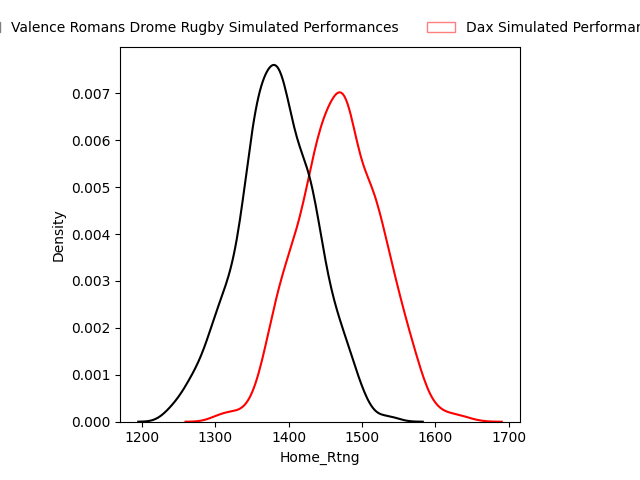 Valence Romans Drome Rugby Simulated Performances
Dax Simulated
0.007
0.006
0.005
0.004
0.003
0.002
0.001
0.000
Density
1200 1300 1400 1500 1600 1700
Home_Rtng